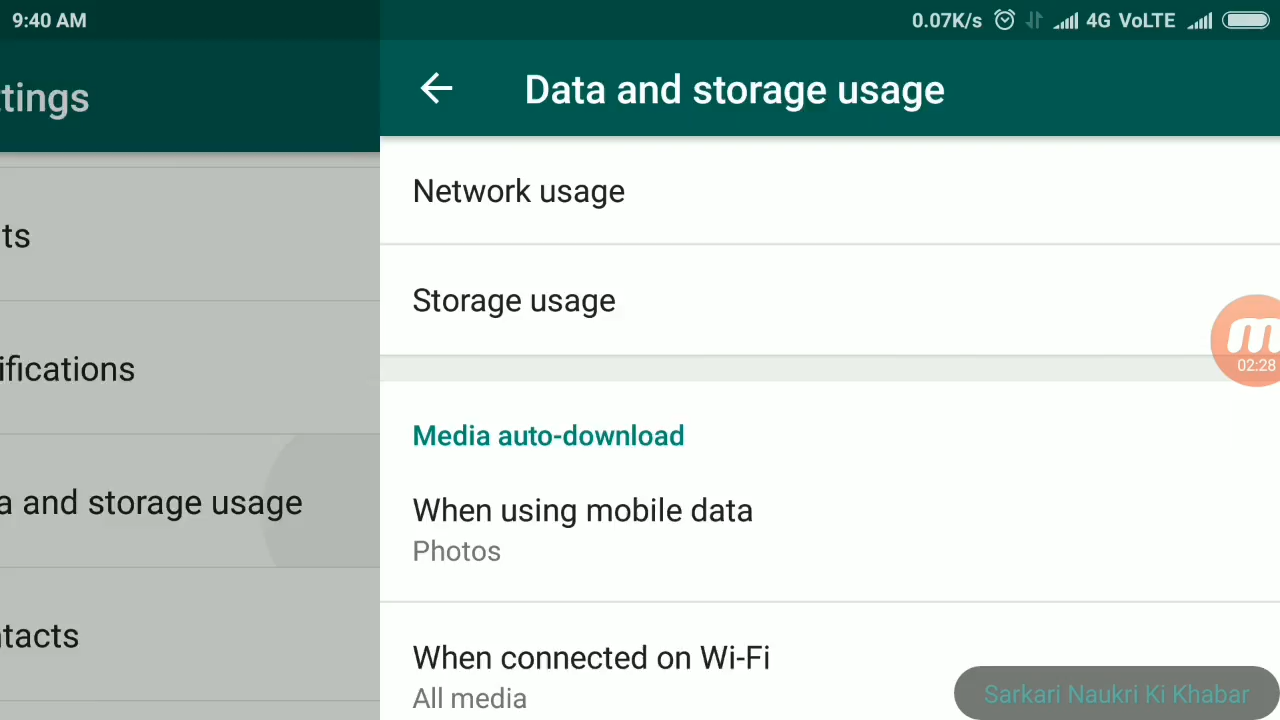 9:40 AM
0.07K/s 4G VoLTE
tings
Data and storage usage
ts
ifications
a and storage usage
ntacts
Network usage
Storage usage
Media auto-download
When using mobile data
Photos
When connected on Wi-Fi
All media
02:28
Sarkari Naukri Ki Khabar